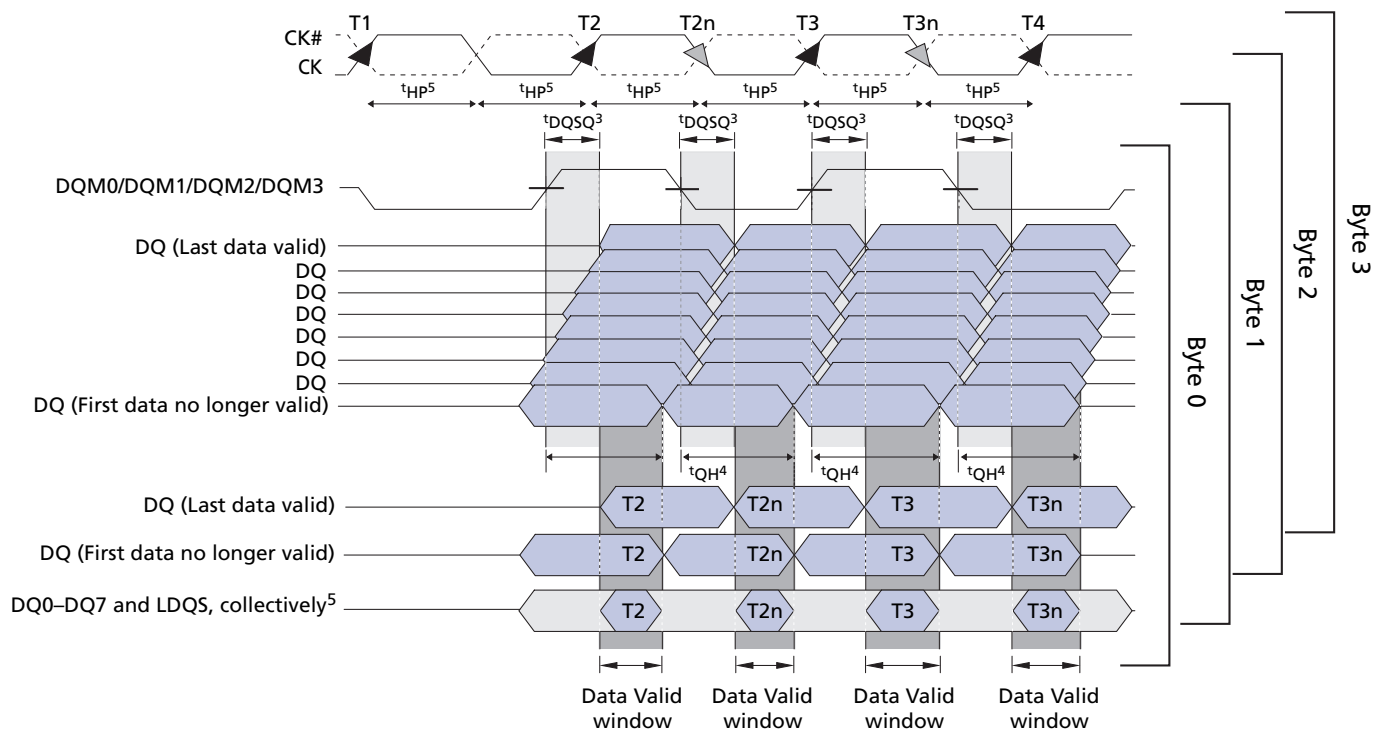 T1 T2 T2n T3 T3n T4
CK#
CK
tHP5 tHP5 tHP5 tHP5 tHP5 tHP5
tDQSQ3 tDQSQ3 tDQSQ3 tDQSQ3
DQM0/DQM1/DQM2/DQM3
DQ (Last data valid)
DQ
DQ
DQ
DQ
DQ
DQ
DQ (First data no longer valid)
tQH4 tQH4 tQH4
DQ (Last data valid) T2 T2n T3 T3n
DQ (First data no longer valid) T2 T2n T3 T3n
DQ0–DQ7 and LDQS, collectively5 T2 T2n T3 T3n
Data Valid window
Data Valid window
Data Valid window
Data Valid window
Byte 0
Byte 1
Byte 2
Byte 3